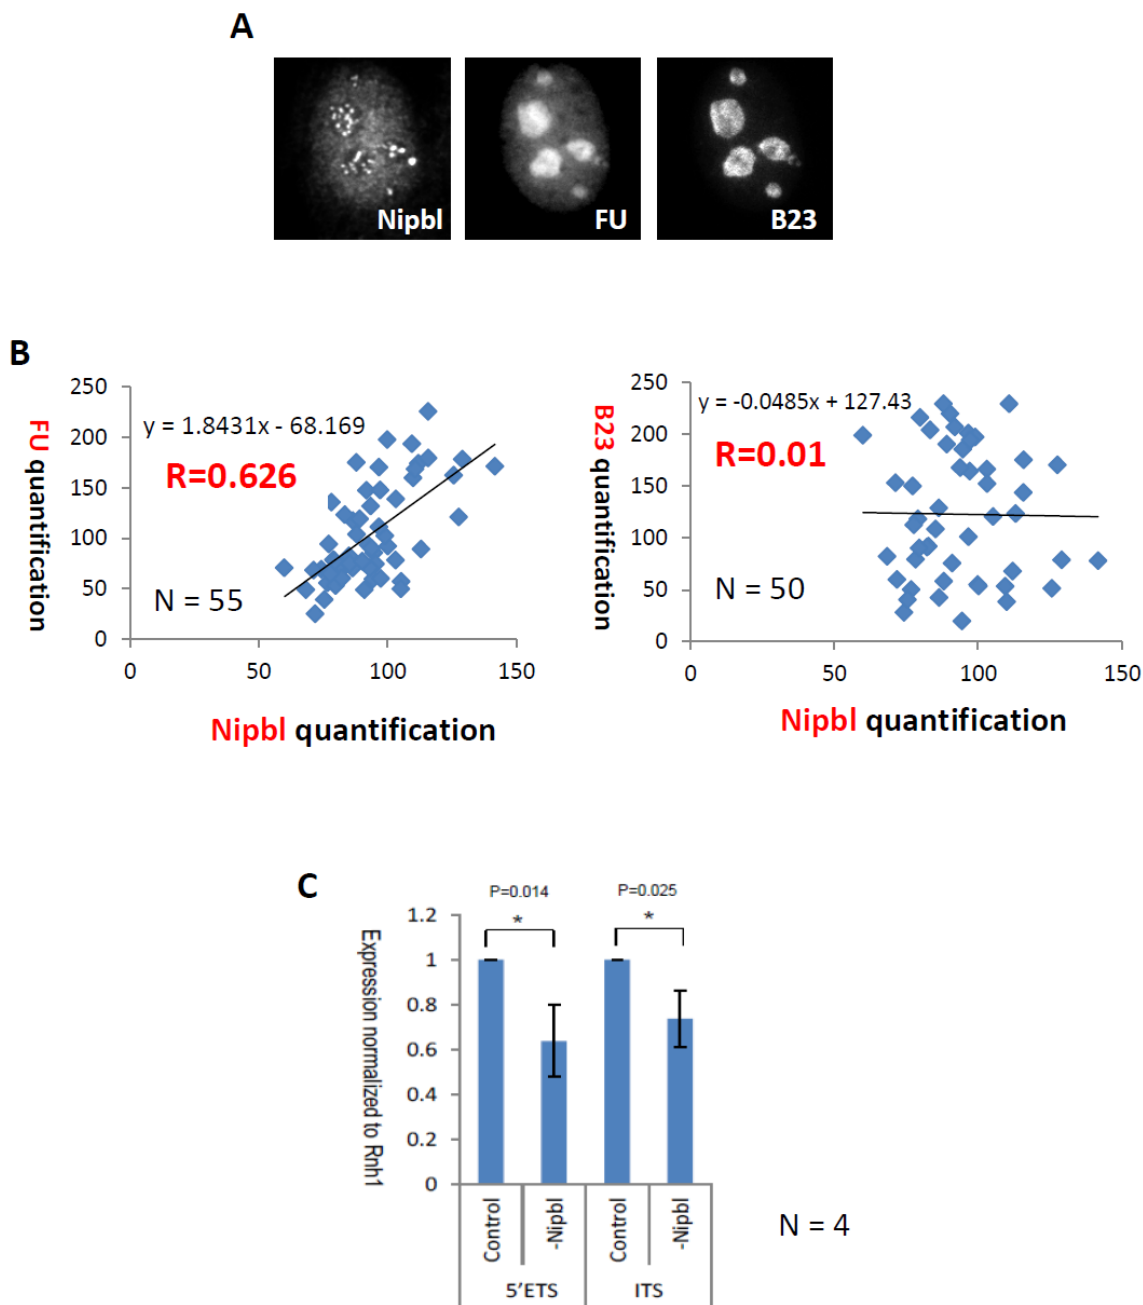 A
Nipbl
FU
B23
B
FU quantification
250
200
150
100
50
0
y = 1.8431x - 68.169
R=0.626
N = 55
0
50
100
150
Nipbl quantification
B23 quantification
250
200
150
100
50
0
y = -0.0485x + 127.43
R=0.01
N = 50
0
50
100
150
Nipbl quantification
C
P=0.014
P=0.025
*
*
Expression normalized to Rnh1
1.2
1
0.8
0.6
0.4
0.2
0
Control
-Nipbl
Control
-Nipbl
5'ETS
ITS
N = 4